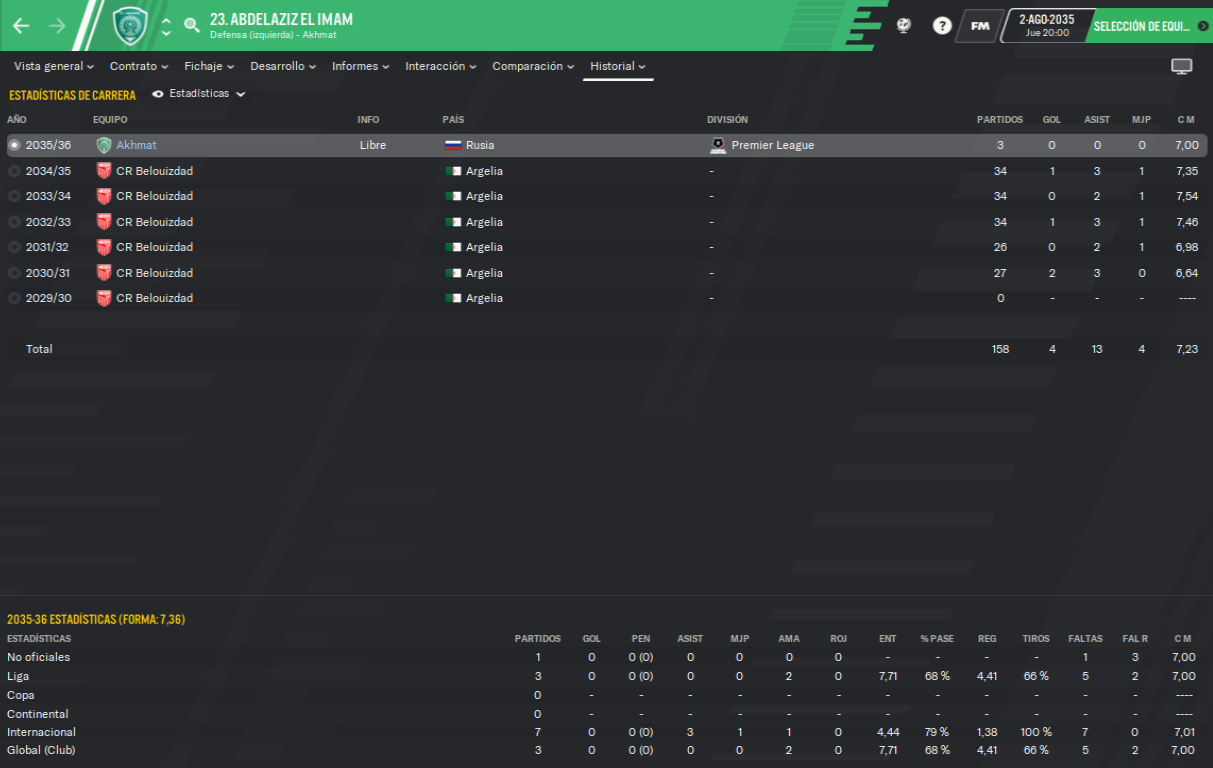 23. ABDELAZIZ EL IMAM
Defensa (izquierda) - Akhmat
? FM 2-AGO-2035 SELECCIÓN DE EQUI...
Jue 20:00
Vista general Contrato Fichaje Desarrollo Informes Interacción Comparación Historial
ESTADÍSTICAS DE CARRERA Estadísticas
AÑO EQUIPO INFO PAÍS DIVISIÓN PARTIDOS GOL ASIST MJP C M
2035/36 Akhmat Libre Rusia Premier League 3 0 0 0 7,00
2034/35 CR Belouizdad Argelia - 34 1 3 1 7,35
2033/34 CR Belouizdad Argelia - 34 0 2 1 7,54
2032/33 CR Belouizdad Argelia - 34 1 3 1 7,46
2031/32 CR Belouizdad Argelia - 26 0 2 1 6,98
2030/31 CR Belouizdad Argelia - 27 2 3 0 6,64
2029/30 CR Belouizdad Argelia - 0 - - - ----
Total 158 4 13 4 7,23
2035-36 ESTADÍSTICAS (FORMA: 7,36)
ESTADÍSTICAS PARTIDOS GOL PEN ASIST MJP AMA ROJ ENT % PASE REG TIROS FALTAS FAL R C M
No oficiales 1 0 0 (0) 0 0 0 0 - - - - 1 3 7,00
Liga 3 0 0 (0) 0 0 2 0 7,71 68 % 4,41 66 % 5 2 7,00
Copa 0 - - - - - - - - - - - - ----
Continental 0 - - - - - - - - - - - - ----
Internacional 7 0 0 (0) 3 1 1 0 4,44 79 % 1,38 100 % 7 0 7,01
Global (Club) 3 0 0 (0) 0 0 2 0 7,71 68 % 4,41 66 % 5 2 7,00